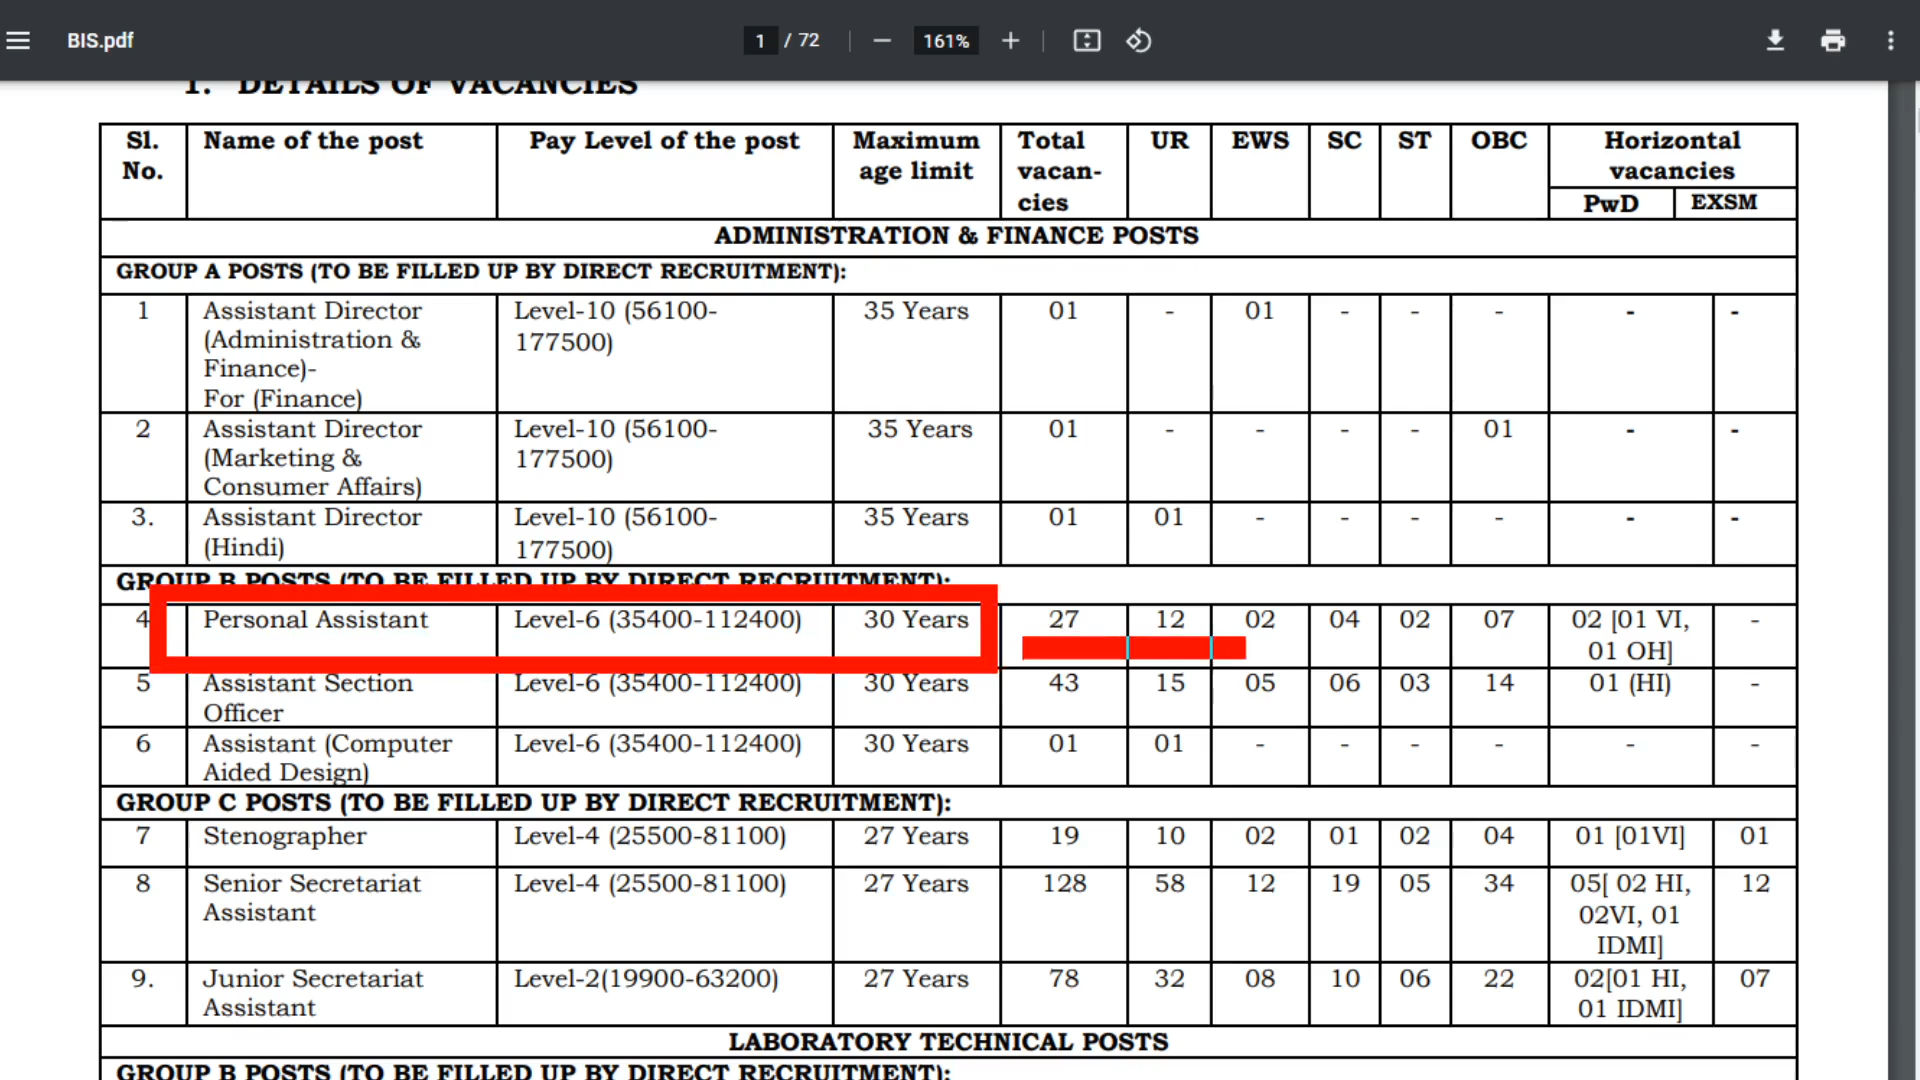 BIS.pdf
1 / 72
161%
1. DETAILS OF VACANCIES
Sl. No. Name of the post Pay Level of the post Maximum age limit Total vacan-cies UR EWS SC ST OBC Horizontal vacancies
PwD EXSM
ADMINISTRATION & FINANCE POSTS
GROUP A POSTS (TO BE FILLED UP BY DIRECT RECRUITMENT):
1 Assistant Director (Administration & Finance)- For (Finance) Level-10 (56100-177500) 35 Years 01 - 01 - - - - -
2 Assistant Director (Marketing & Consumer Affairs) Level-10 (56100-177500) 35 Years 01 - - - - 01 - -
3. Assistant Director (Hindi) Level-10 (56100-177500) 35 Years 01 01 - - - - - -
GROUP B POSTS (TO BE FILLED UP BY DIRECT RECRUITMENT):
4 Personal Assistant Level-6 (35400-112400) 30 Years 27 12 02 04 02 07 02 [01 VI, 01 OH] -
5 Assistant Section Officer Level-6 (35400-112400) 30 Years 43 15 05 06 03 14 01 (HI) -
6 Assistant (Computer Aided Design) Level-6 (35400-112400) 30 Years 01 01 - - - - - -
GROUP C POSTS (TO BE FILLED UP BY DIRECT RECRUITMENT):
7 Stenographer Level-4 (25500-81100) 27 Years 19 10 02 01 02 04 01 [01VI] 01
8 Senior Secretariat Assistant Level-4 (25500-81100) 27 Years 128 58 12 19 05 34 05[ 02 HI, 02VI, 01 IDMI] 12
9. Junior Secretariat Assistant Level-2(19900-63200) 27 Years 78 32 08 10 06 22 02[01 HI, 01 IDMI] 07
LABORATORY TECHNICAL POSTS
GROUP B POSTS (TO BE FILLED UP BY DIRECT RECRUITMENT):